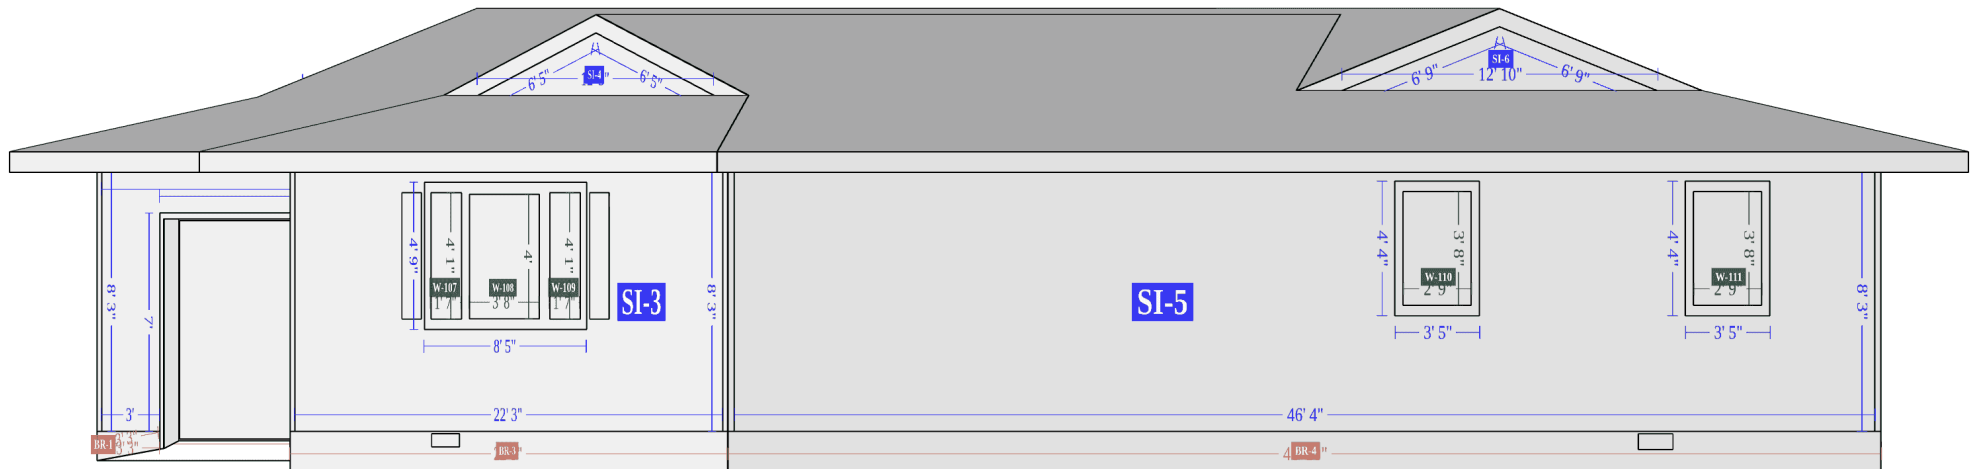 SI-4
6' 5"
6' 5"
SI-6
6' 9"
12' 10"
6' 9"
8' 3"
7'
3'
BR-1
3' 3"
4' 9"
4' 1"
4'
4' 1"
W-107
W-108
W-109
1' 7"
3' 8"
1' 7"
8' 5"
SI-3
8' 3"
22' 3"
BR-3
SI-5
4' 4"
3' 8"
W-110
2' 9"
3' 5"
4' 4"
3' 8"
W-111
2' 9"
3' 5"
8' 3"
46' 4"
BR-4